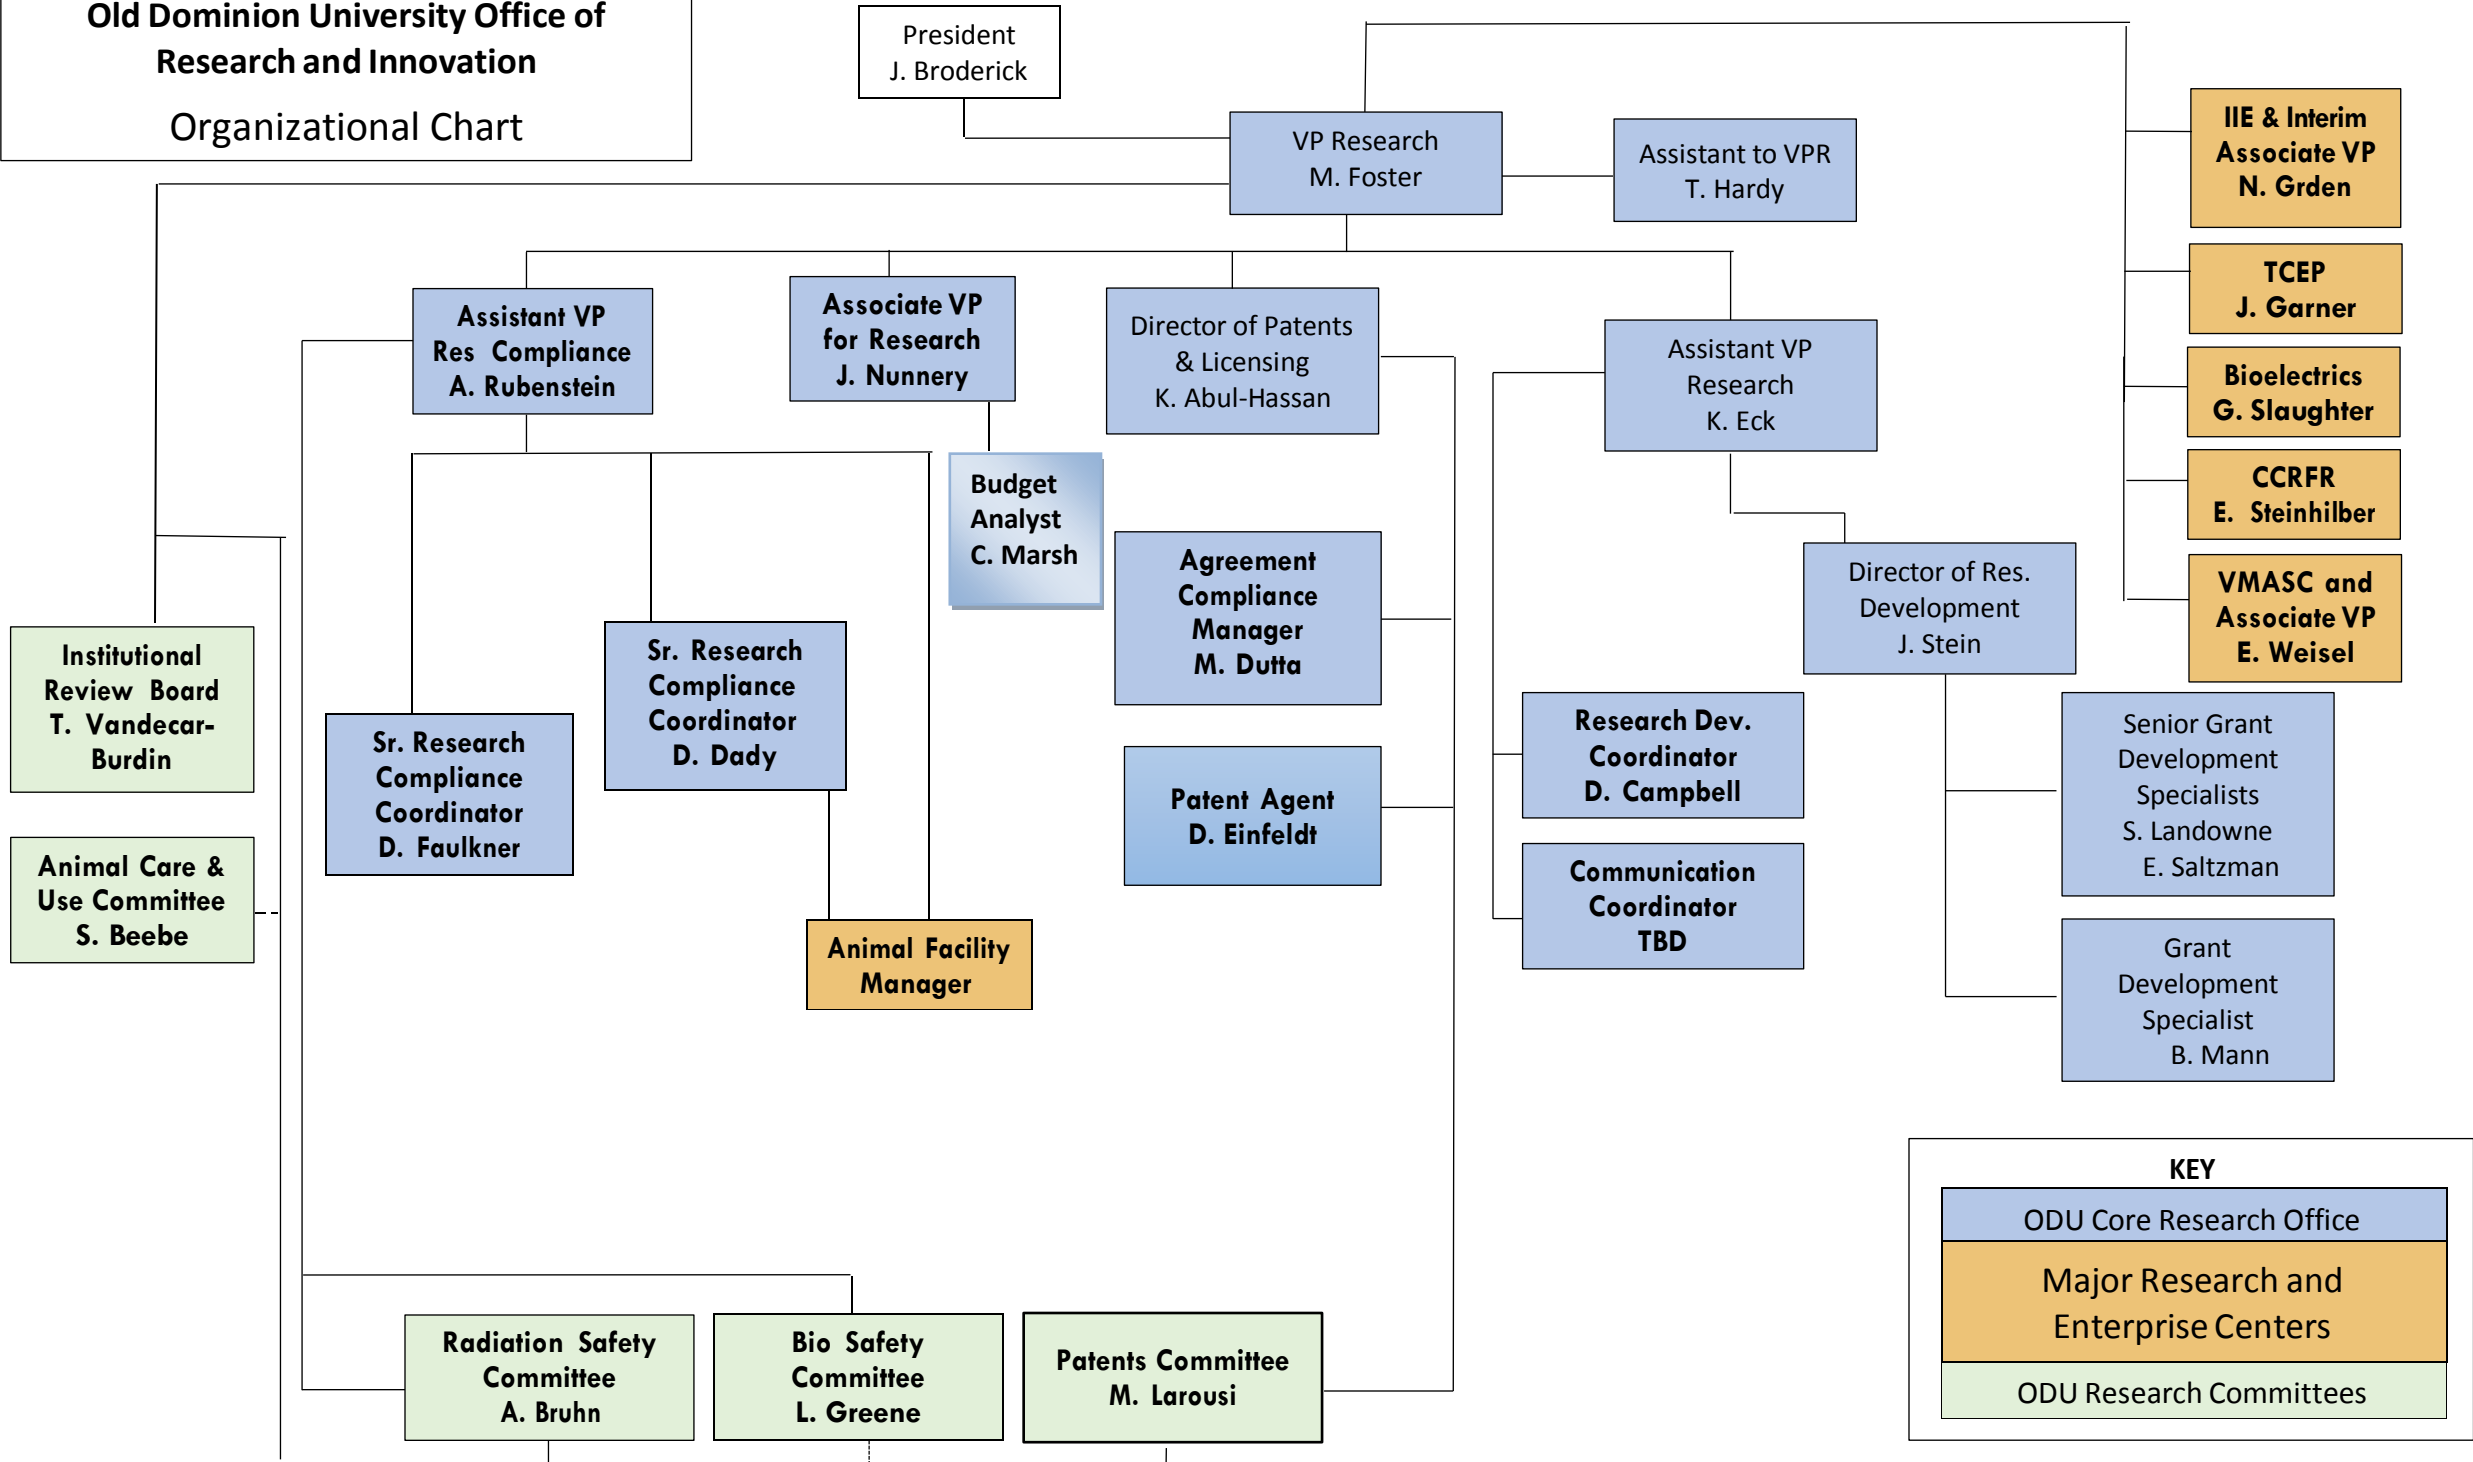 Old Dominion University Office of
Research and Innovation
Organizational Chart
President
J. Broderick
VP Research
M. Foster
Assistant to VPR
T. Hardy
IIE & Interim
Associate VP
N. Grden
TCEP
J. Garner
Bioelectrics
G. Slaughter
CCRFR
E. Steinhilber
VMASC and
Associate VP
E. Weisel
Assistant VP
Res Compliance
A. Rubenstein
Associate VP
for Research
J. Nunnery
Director of Patents
& Licensing
K. Abul-Hassan
Assistant VP
Research
K. Eck
Budget
Analyst
C. Marsh
Agreement
Compliance
Manager
M. Dutta
Director of Res.
Development
J. Stein
Institutional
Review Board
T. Vandecar-
Burdin
Sr. Research
Compliance
Coordinator
D. Faulkner
Sr. Research
Compliance
Coordinator
D. Dady
Patent Agent
D. Einfeldt
Research Dev.
Coordinator
D. Campbell
Senior Grant
Development
Specialists
S. Landowne
E. Saltzman
Animal Care &
Use Committee
S. Beebe
Animal Facility
Manager
Communication
Coordinator
TBD
Grant
Development
Specialist
B. Mann
Radiation Safety
Committee
A. Bruhn
Bio Safety
Committee
L. Greene
Patents Committee
M. Larousi
KEY
ODU Core Research Office
Major Research and
Enterprise Centers
ODU Research Committees